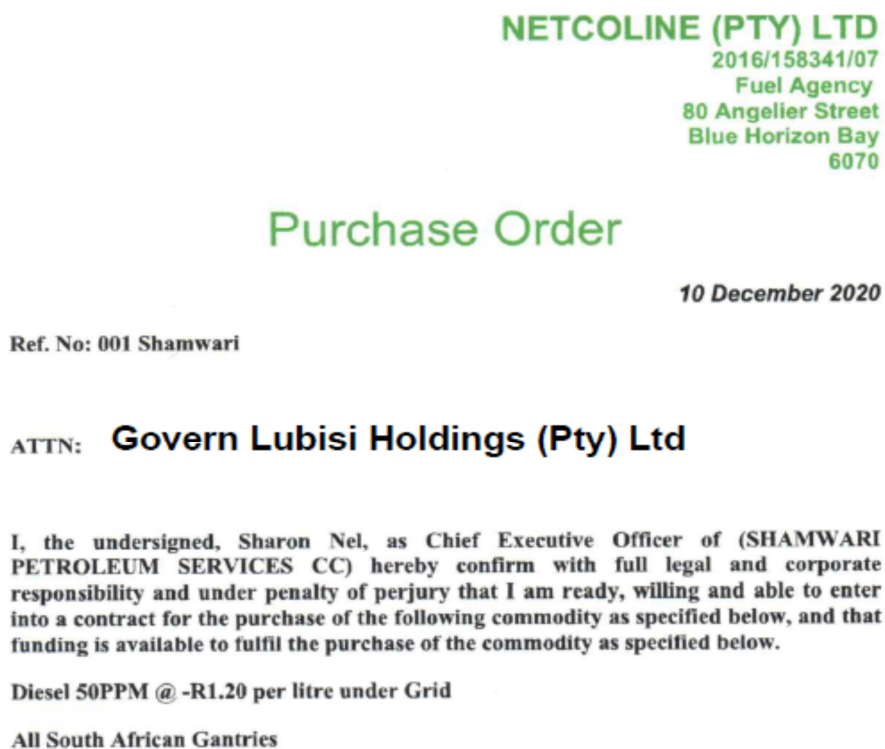 NETCOLINE (PTY) LTD
2016/158341/07
Fuel Agency
80 Angelier Street
Blue Horizon Bay
6070
Purchase Order
10 December 2020
Ref. No: 001 Shamwari
ATTN: Govern Lubisi Holdings (Pty) Ltd
I, the undersigned, Sharon Nel, as Chief Executive Officer of (SHAMWARI
PETROLEUM SERVICES CC) hereby confirm with full legal and corporate
responsibility and under penalty of perjury that I am ready, willing and able to enter
into a contract for the purchase of the following commodity as specified below, and that
funding is available to fulfil the purchase of the commodity as specified below.
Diesel 50PPM @ -R1.20 per litre under Grid
All South African Gantries